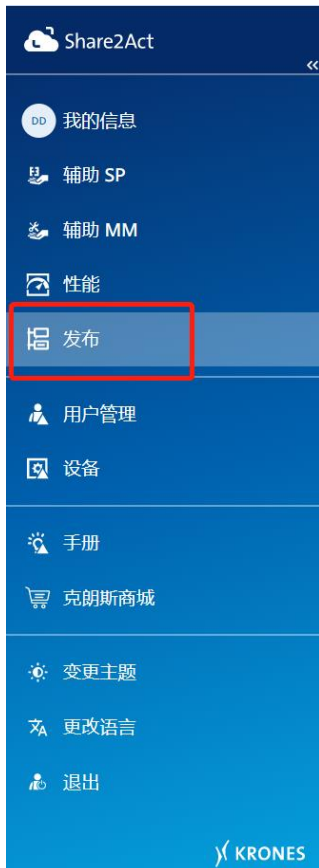 Share2Act
«
DD 我的信息
辅助 SP
辅助 MM
性能
发布
用户管理
设备
手册
克朗斯商城
变更主题
更改语言
退出
KRONES